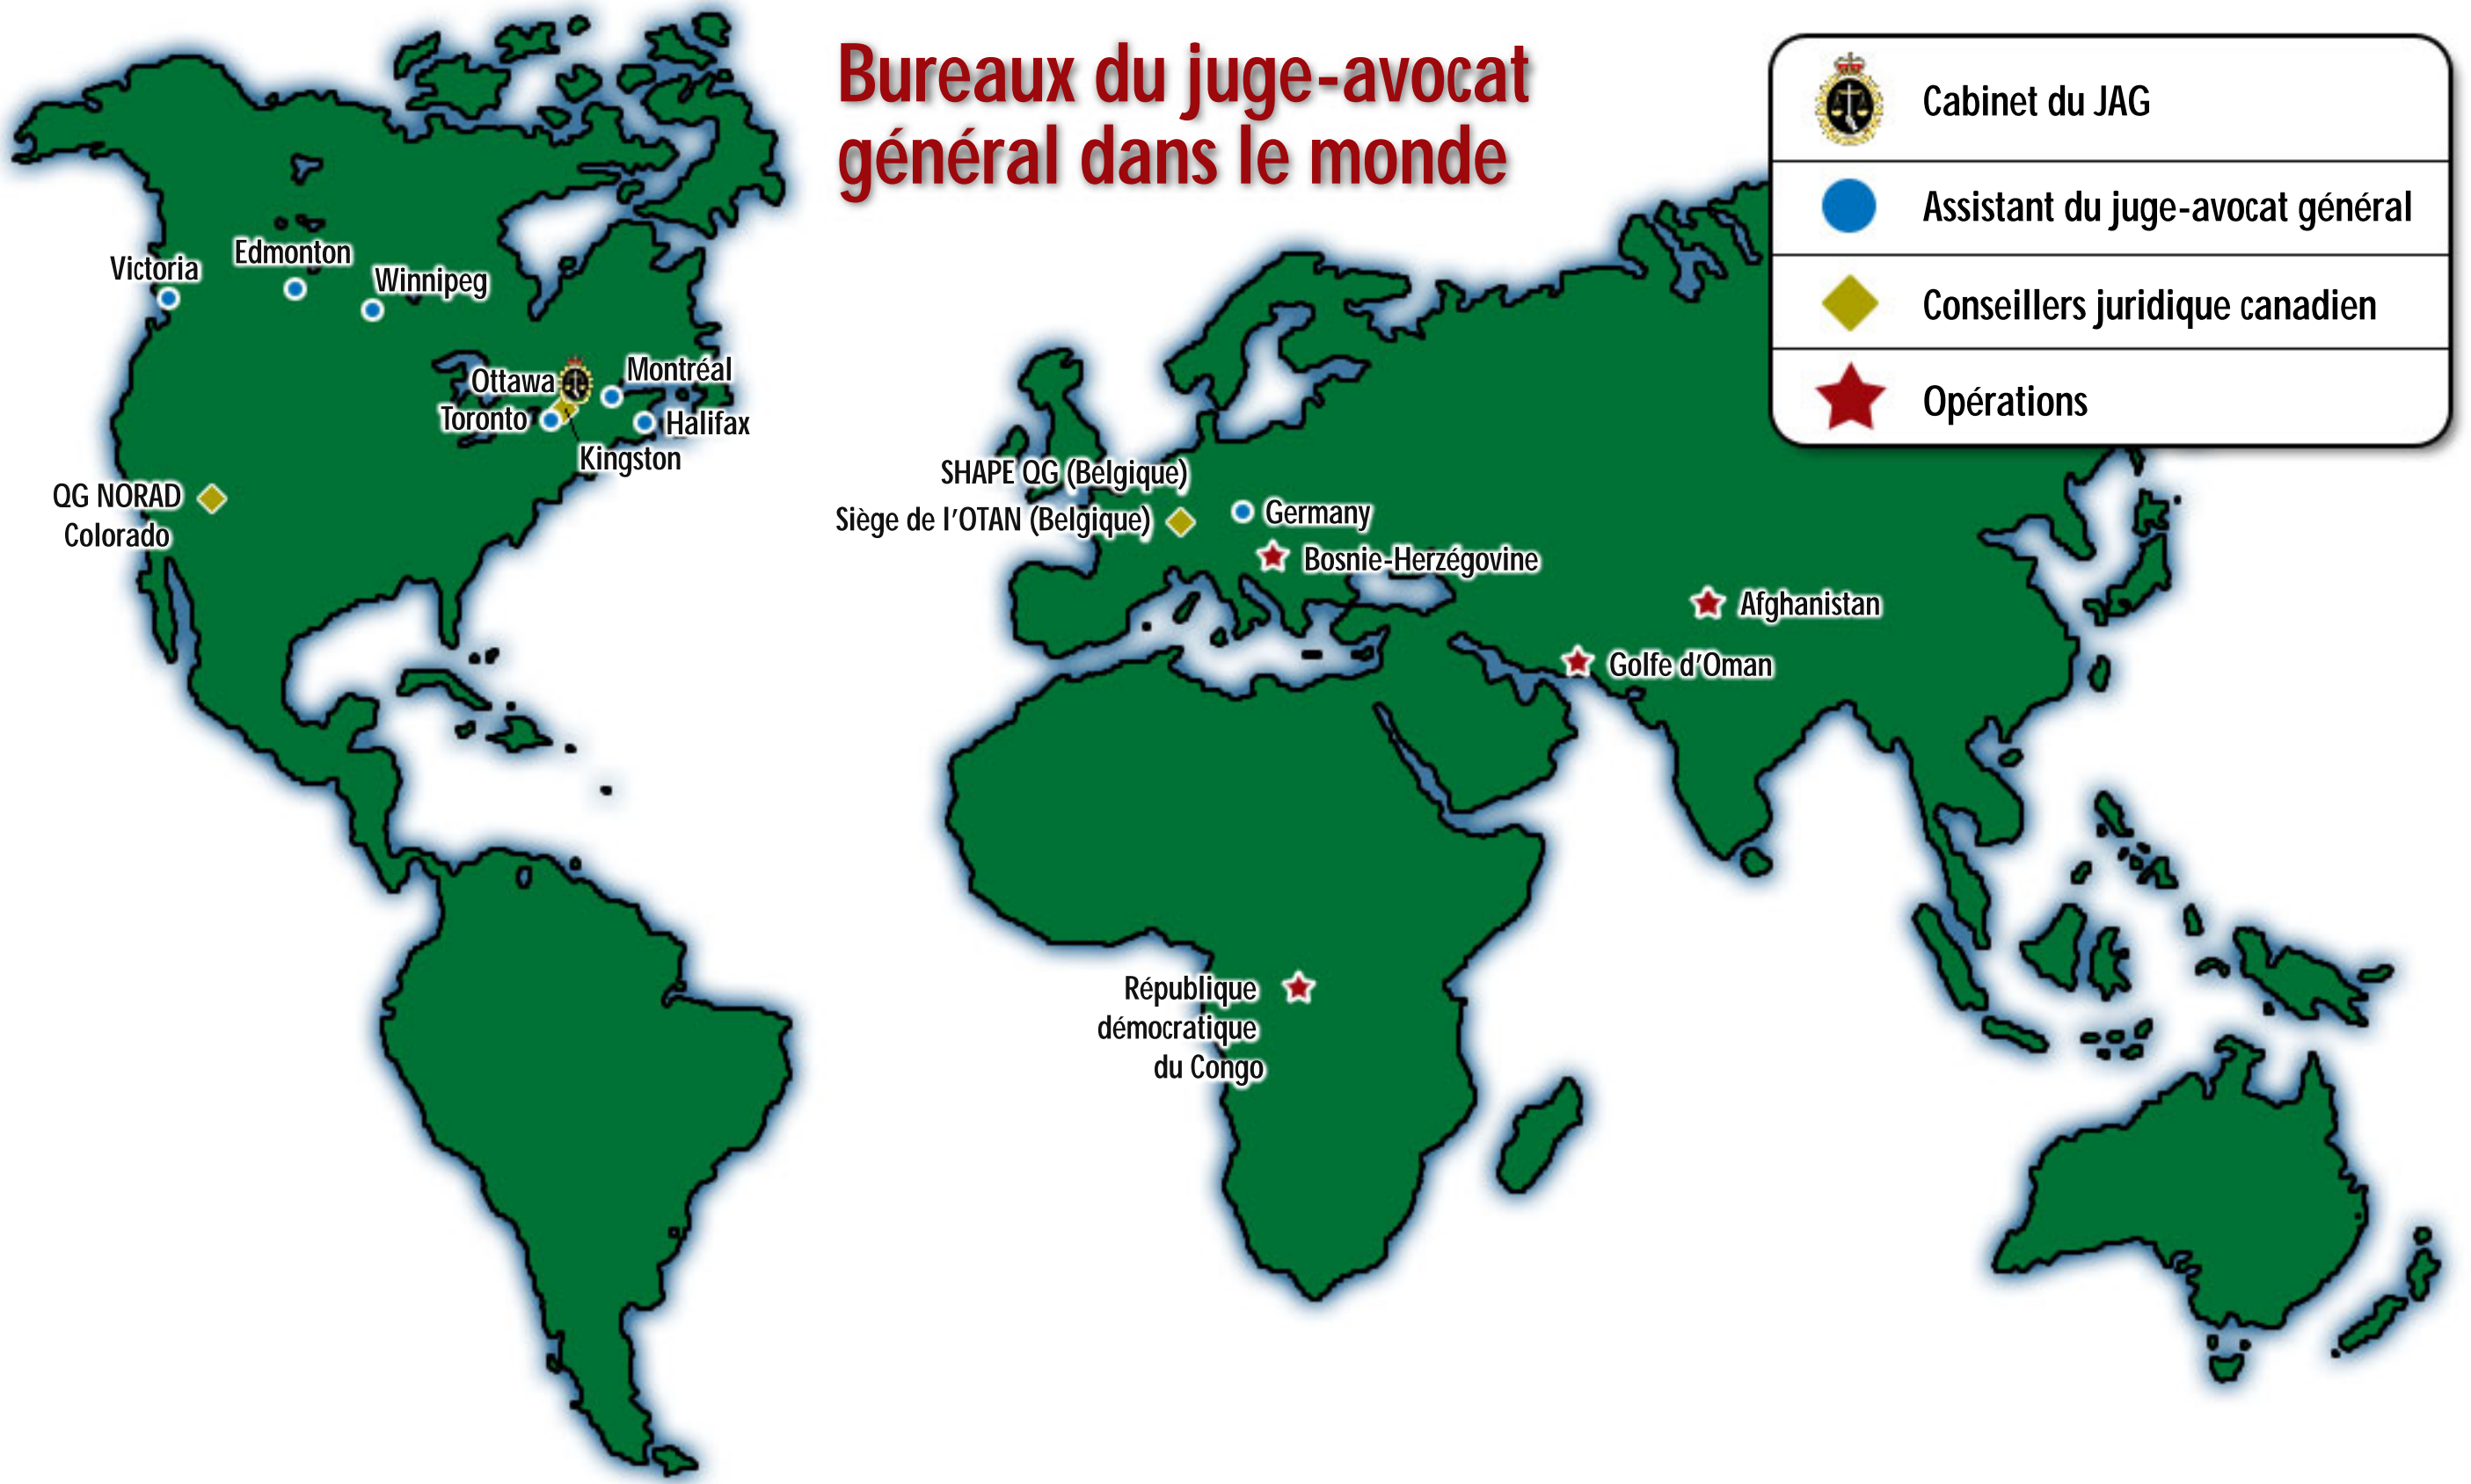 Bureaux du juge-avocat
général dans le monde
Cabinet du JAG
Assistant du juge-avocat général
Conseillers juridique canadien
Opérations
Victoria
Edmonton
Winnipeg
Ottawa
Montréal
Toronto
Halifax
Kingston
QG NORAD
Colorado
SHAPE QG (Belgique)
Siège de l'OTAN (Belgique)
Germany
Bosnie-Herzégovine
Afghanistan
Golfe d'Oman
République
démocratique
du Congo